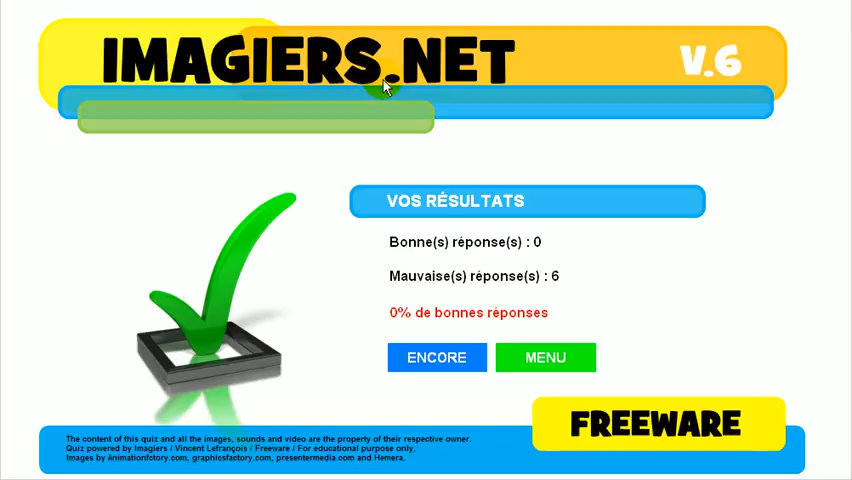 IMAGIERS.NET
V.6
VOS RÉSULTATS
Bonne(s) réponse(s) : 0
Mauvaise(s) réponse(s) : 6
0% de bonnes réponses
ENCORE
MENU
FREEWARE
The content of this quiz and all the images, sounds and video are the property of their respective owner.
Quiz powered by Imagiers / Vincent Lefrançois / Freeware / For educational purpose only.
Images by Animationfctory.com, graphicsfactory.com, presentermedia.com and Hemera.